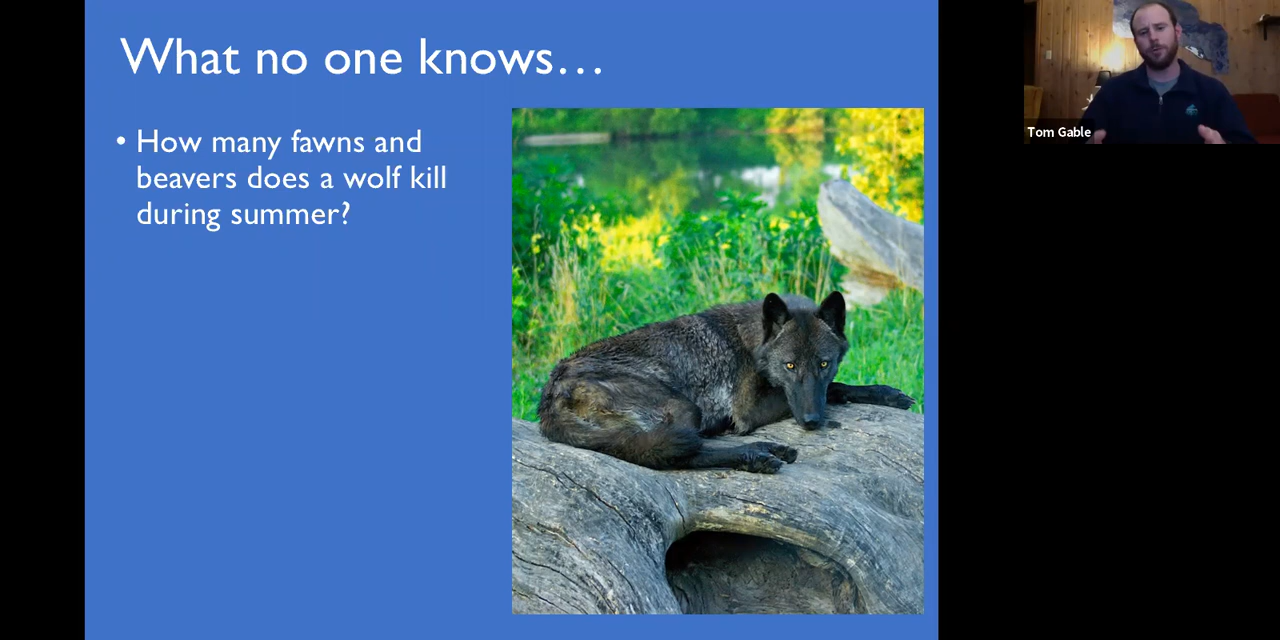 What no one knows…
• How many fawns and
beavers does a wolf kill
during summer?
Tom Gable